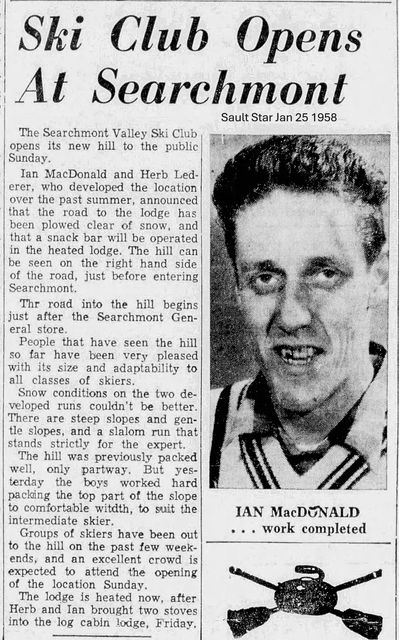 Ski Club Opens
At Searchmont
Sault Star Jan 25 1958
The Searchmont Valley Ski Club
opens its new hill to the public
Sunday.
Ian MacDonald and Herb Led-
erer, who developed the location
over the past summer, announced
that the road to the lodge has
been plowed clear of snow, and
that a snack bar will be operated
in the heated lodge. The hill can
be seen on the right hand side
of the road, just before entering
Searchmont.
Thr road into the hill begins
just after the Searchmont Gen-
eral store.
People that have seen the hill
so far have been very pleased
with its size and adaptability to
all classes of skiers.
Snow conditions on the two de-
veloped runs couldn't be better.
There are steep slopes and gen-
tle slopes, and a slalom run that
stands strictly for the expert.
The hill was previously packed
well, only partway. But yes-
terday the boys worked hard
packing the top part of the slope
to comfortable witdth, to suit the
intermediate skier.
Groups of skiers have been out
to the hill on the past few week-
ends, and an excellent crowd is
expected to attend the opening
of the location Sunday.
The lodge is heated now, after
Herb and Ian brought two stoves
into the log cabin lodge, Friday.
IAN MacDONALD
. . . work completed